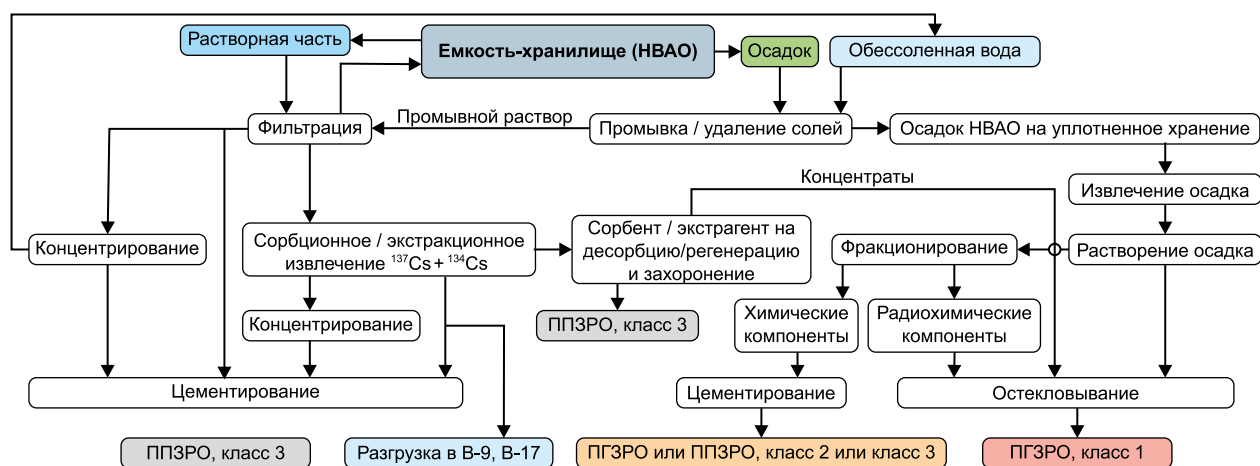 Растворная часть
Емкость-хранилище (НВАО)
Осадок
Обессоленная вода
Фильтрация
Промывной раствор
Промывка / удаление солей
Осадок НВАО на уплотненное хранение
Концентраты
Извлечение осадка
Концентрирование
Сорбционное / экстракционное
извлечение ¹³⁷Cs + ¹³⁴Cs
Сорбент / экстрагент на
десорбцию/регенерацию
и захоронение
Фракционирование
Растворение осадка
Концентрирование
ППЗРО, класс 3
Химические
компоненты
Радиохимические
компоненты
Цементирование
Цементирование
Остекловывание
ППЗРО, класс 3
Разгрузка в В-9, В-17
ПГЗРО или ППЗРО, класс 2 или класс 3
ПГЗРО, класс 1